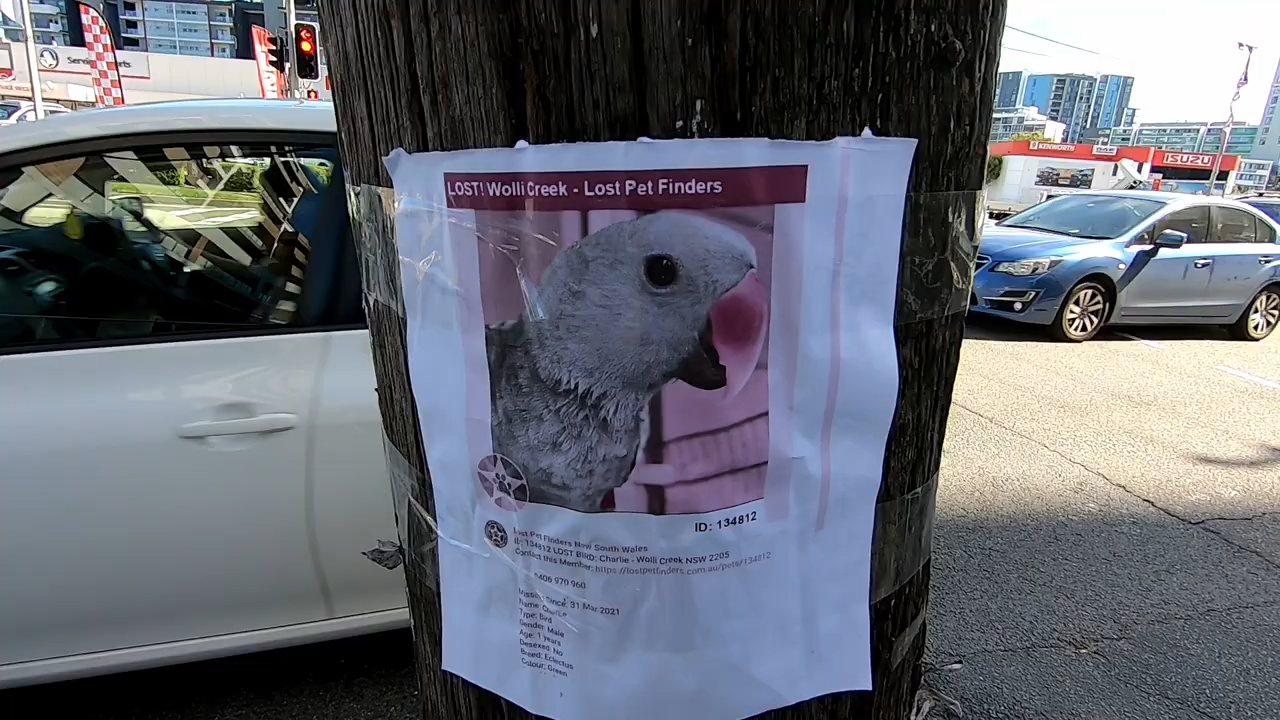 LOST! Wolli Creek - Lost Pet Finders
ID: 134812
Lost Pet Finders New South Wales
ID: 134812 LOST BIRD: Charlie - Wolli Creek NSW 2205
Contact this Member: https://lostpetfinders.com.au/pets/134812
0406 970 960
Missing Since: 31 Mar 2021
Name: Charlie
Type: Bird
Gender: Male
Age: 1 years
Desexed: No
Breed: Eclectus
Colour: Green
KENWORTH
DAF
ISUZU